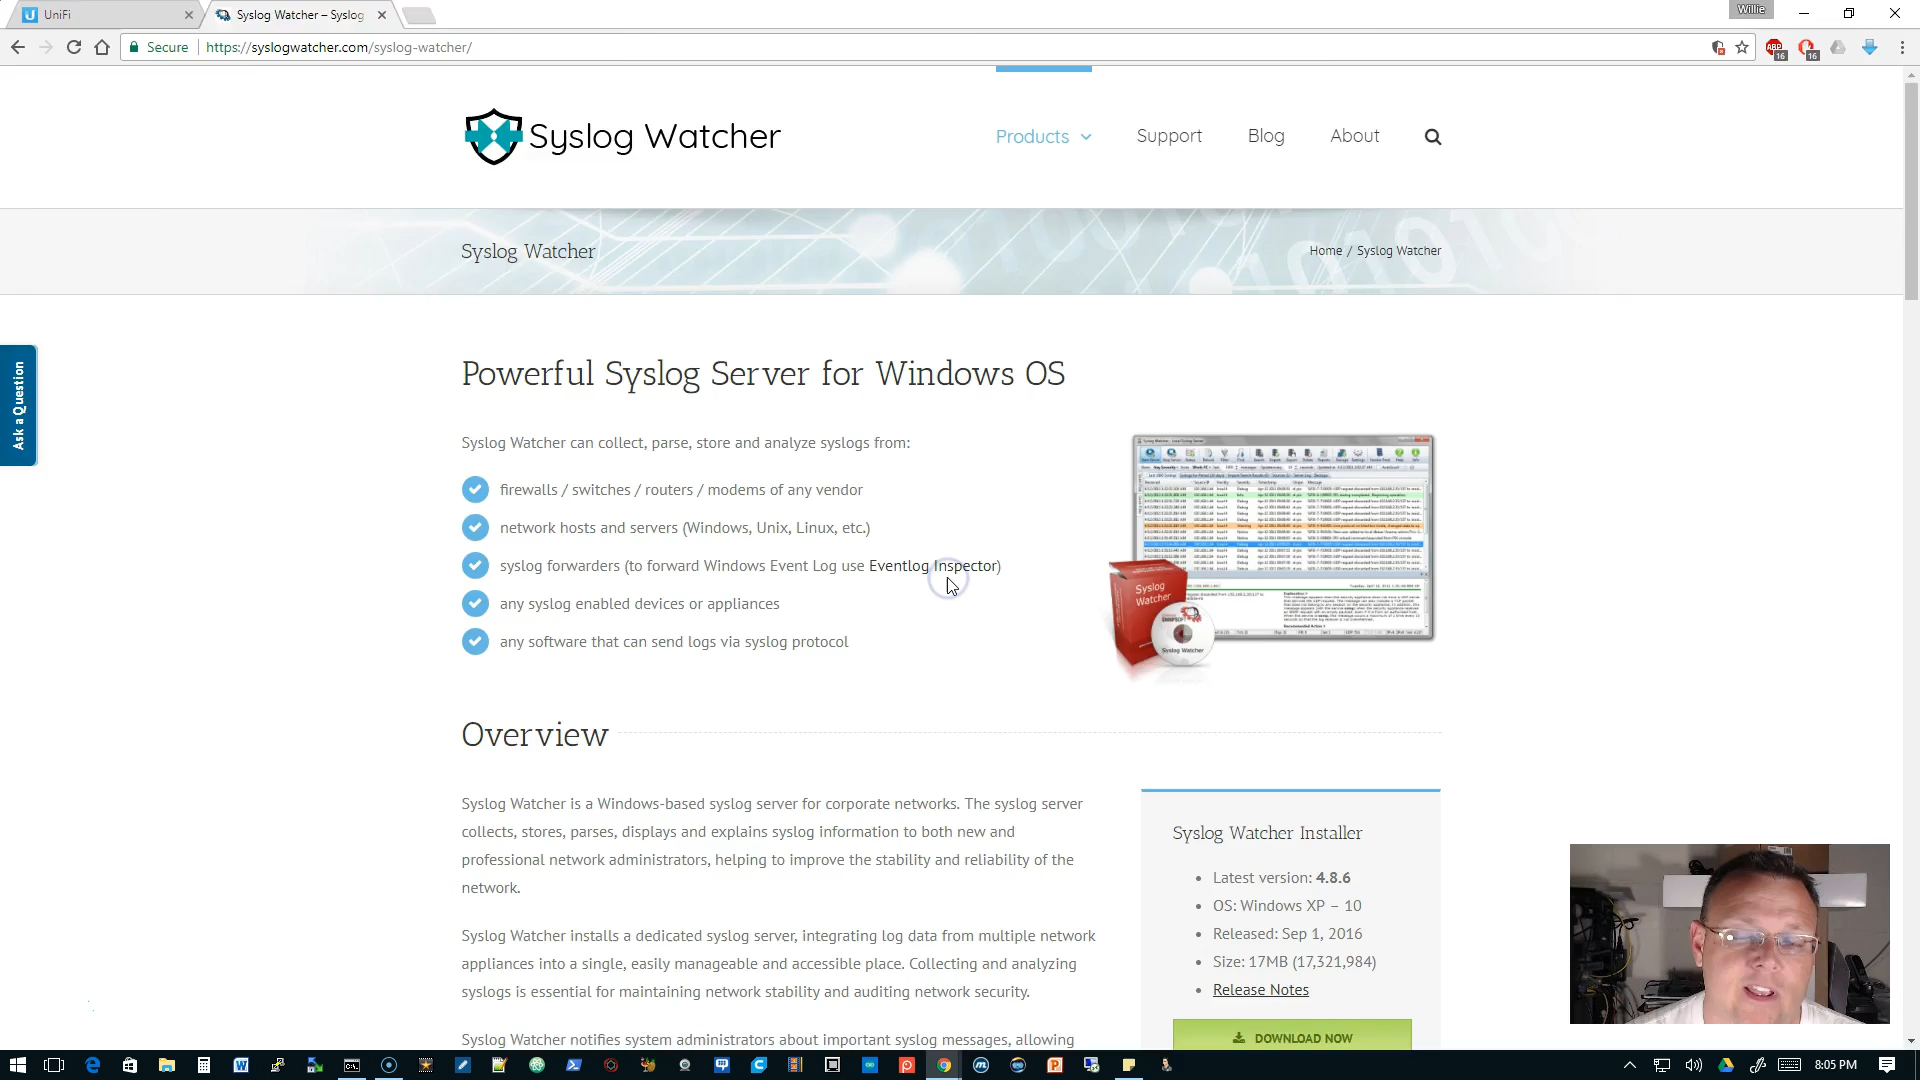 UniFi
Syslog Watcher – Syslog
Willie
Secure
https://syslogwatcher.com/syslog-watcher/
ABP
16
16
Syslog Watcher
Products
Support
Blog
About
Syslog Watcher
Home / Syslog Watcher
Ask a Question
Powerful Syslog Server for Windows OS
Syslog Watcher can collect, parse, store and analyze syslogs from:
firewalls / switches / routers / modems of any vendor
network hosts and servers (Windows, Unix, Linux, etc.)
syslog forwarders (to forward Windows Event Log use Eventlog Inspector)
any syslog enabled devices or appliances
any software that can send logs via syslog protocol
Syslog
Watcher
SNMPSOFT
Syslog Watcher
Overview
Syslog Watcher is a Windows-based syslog server for corporate networks. The syslog server
collects, stores, parses, displays and explains syslog information to both new and
professional network administrators, helping to improve the stability and reliability of the
network.
Syslog Watcher installs a dedicated syslog server, integrating log data from multiple network
appliances into a single, easily manageable and accessible place. Collecting and analyzing
syslogs is essential for maintaining network stability and auditing network security.
Syslog Watcher notifies system administrators about important syslog messages, allowing
Syslog Watcher Installer
Latest version: 4.8.6
OS: Windows XP – 10
Released: Sep 1, 2016
Size: 17MB (17,321,984)
Release Notes
DOWNLOAD NOW
8:05 PM